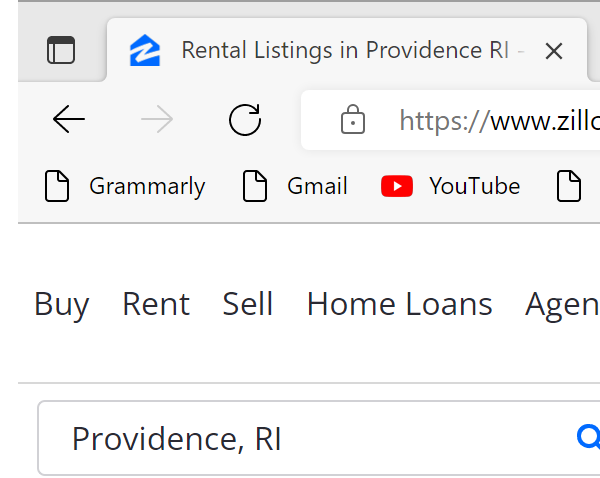 Rental Listings in Providence RI -
https://www.zillo
Grammarly Gmail YouTube
Buy Rent Sell Home Loans Agen
Providence, RI